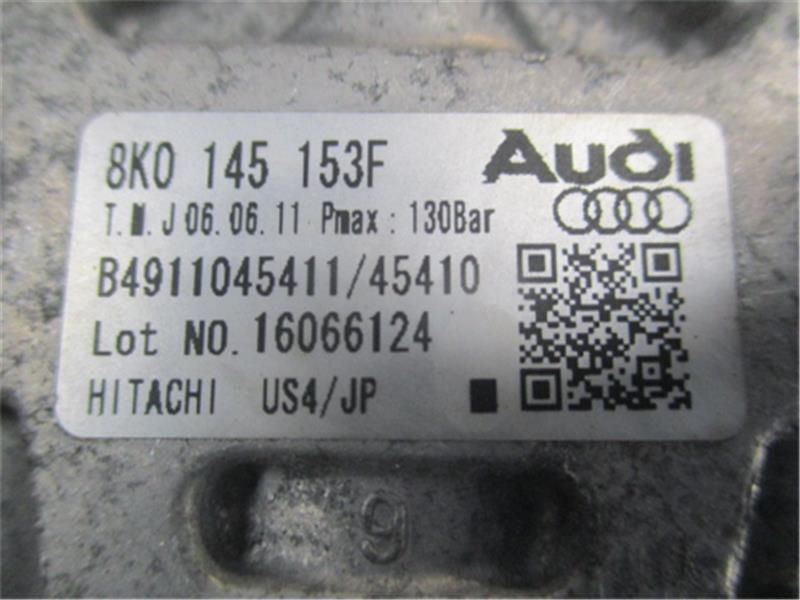 8K0 145 153F
Audi
T.M.J 06.06.11 Pmax : 130Bar
B4911045411/45410
Lot NO. 16066124
HITACHI US4/JP
9